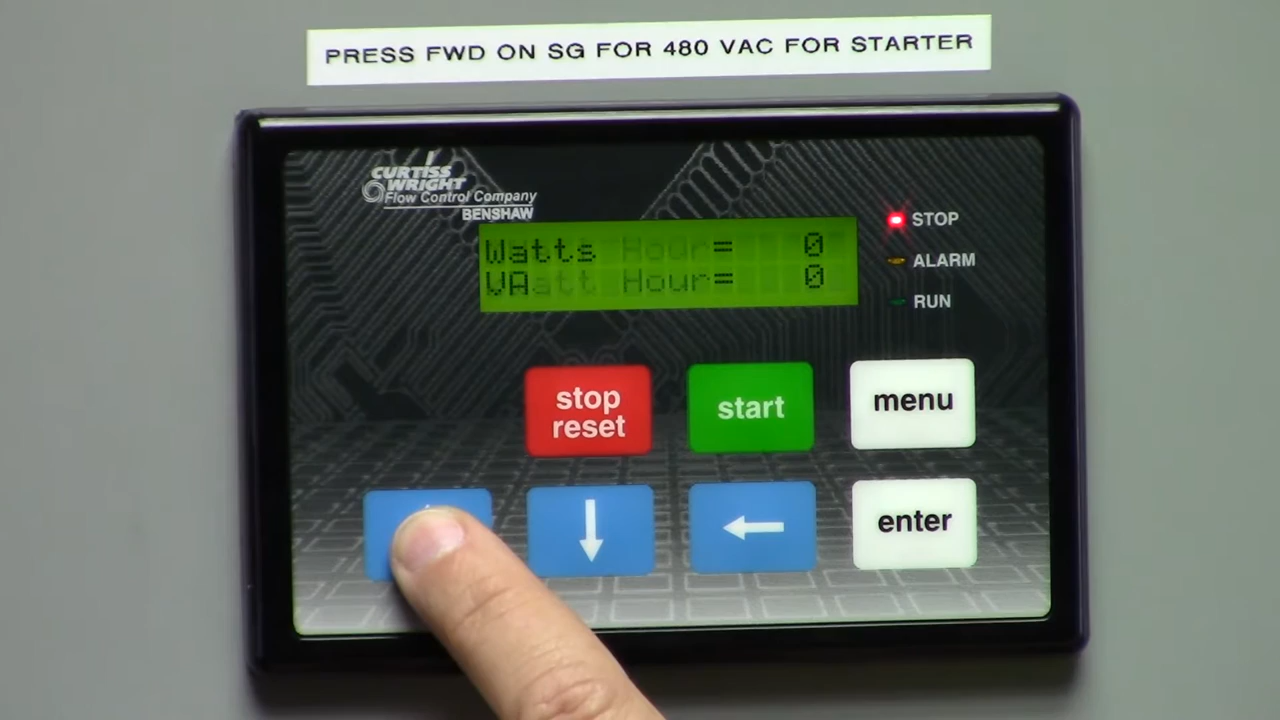 PRESS FWD ON SG FOR 480 VAC FOR STARTER
CURTISS
WRIGHT
Flow Control Company
BENSHAW
Watts Hour= 0
VAatt Hour= 0
STOP
ALARM
RUN
stop
reset
start
menu
enter